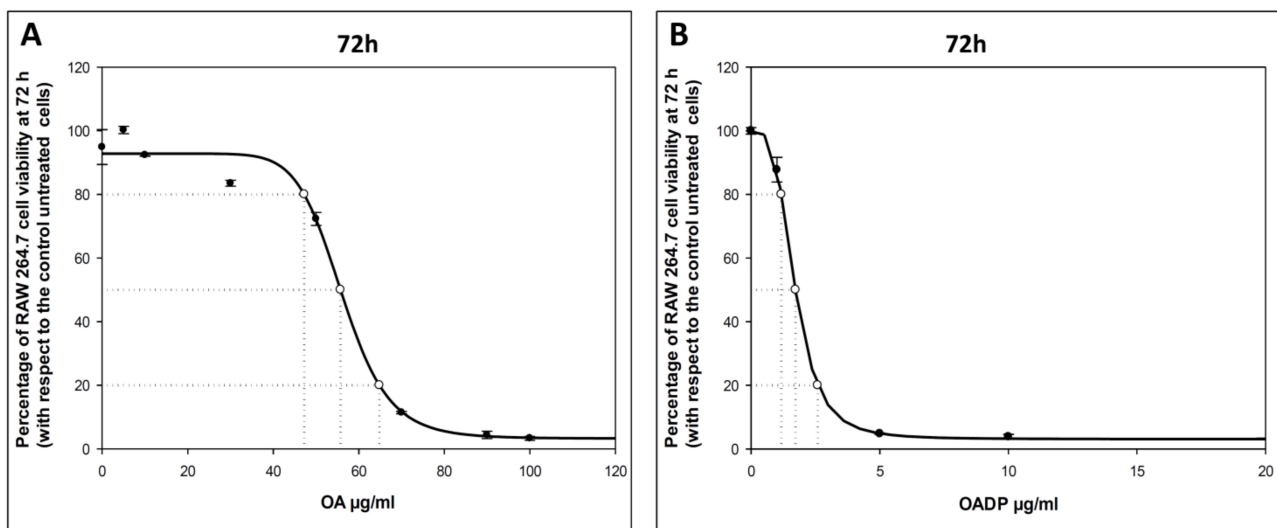 A
72h
Percentage of RAW 264.7 cell viability at 72 h
(with respect to the control untreated cells)
120
100
80
60
40
20
0
0 20 40 60 80 100 120
OA µg/ml
B
72h
Percentage of RAW 264.7 cell viability at 72 h
(with respect to the control untreated cells)
120
100
80
60
40
20
0
0 5 10 15 20
OADP µg/ml